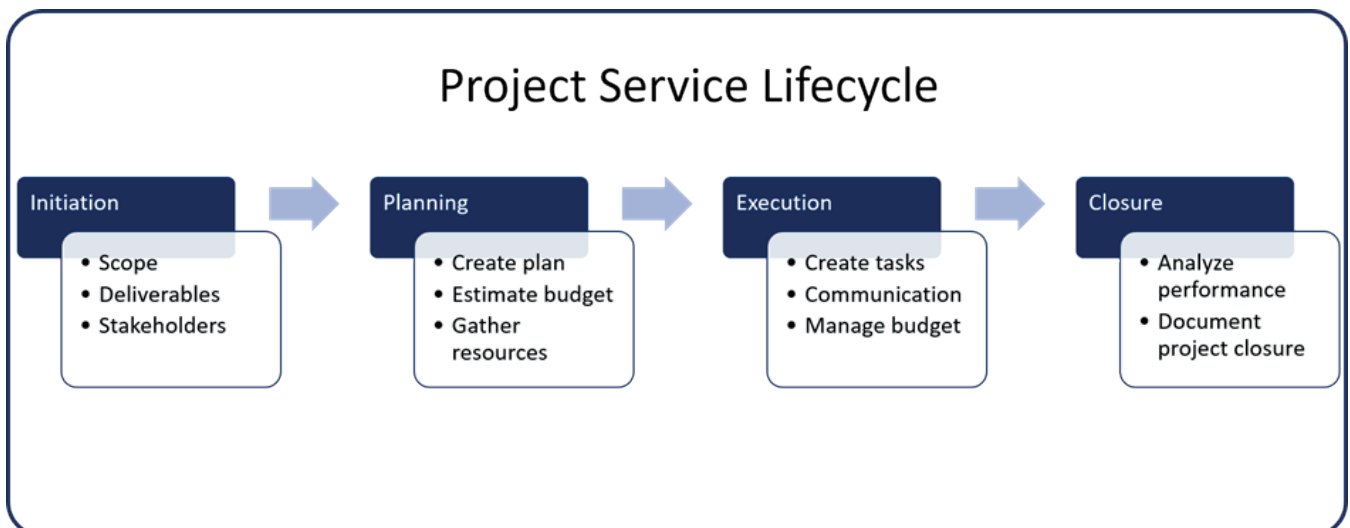 Project Service Lifecycle
Initiation
• Scope
• Deliverables
• Stakeholders
Planning
• Create plan
• Estimate budget
• Gather
resources
Execution
• Create tasks
• Communication
• Manage budget
Closure
• Analyze
performance
• Document
project closure